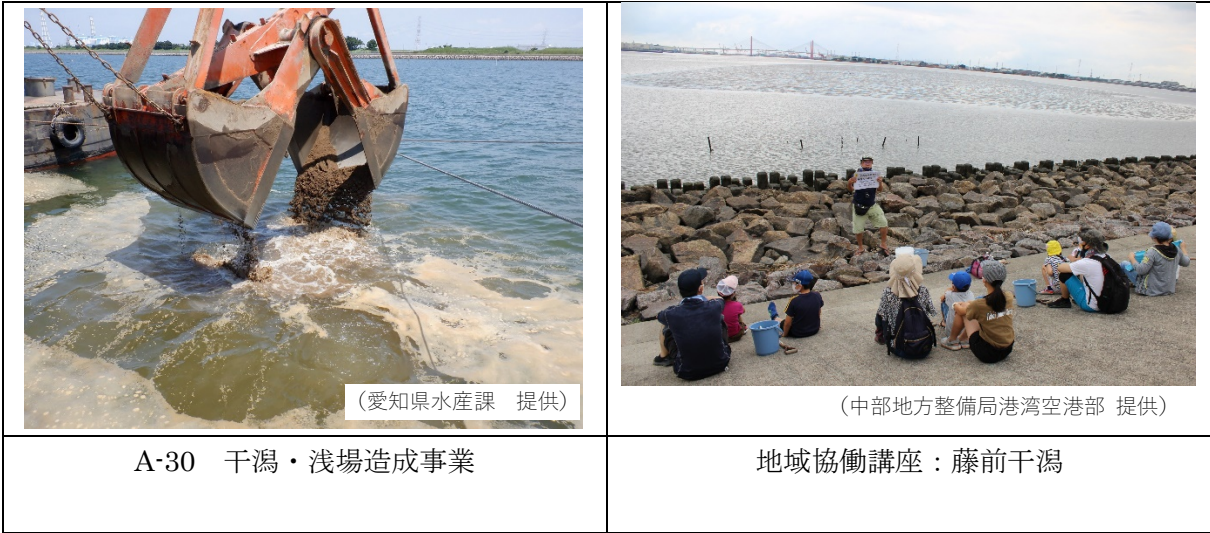 （愛知県水産課　提供）
（中部地方整備局港湾空港部 提供）
A-30　干潟・浅場造成事業
地域協働講座：藤前干潟